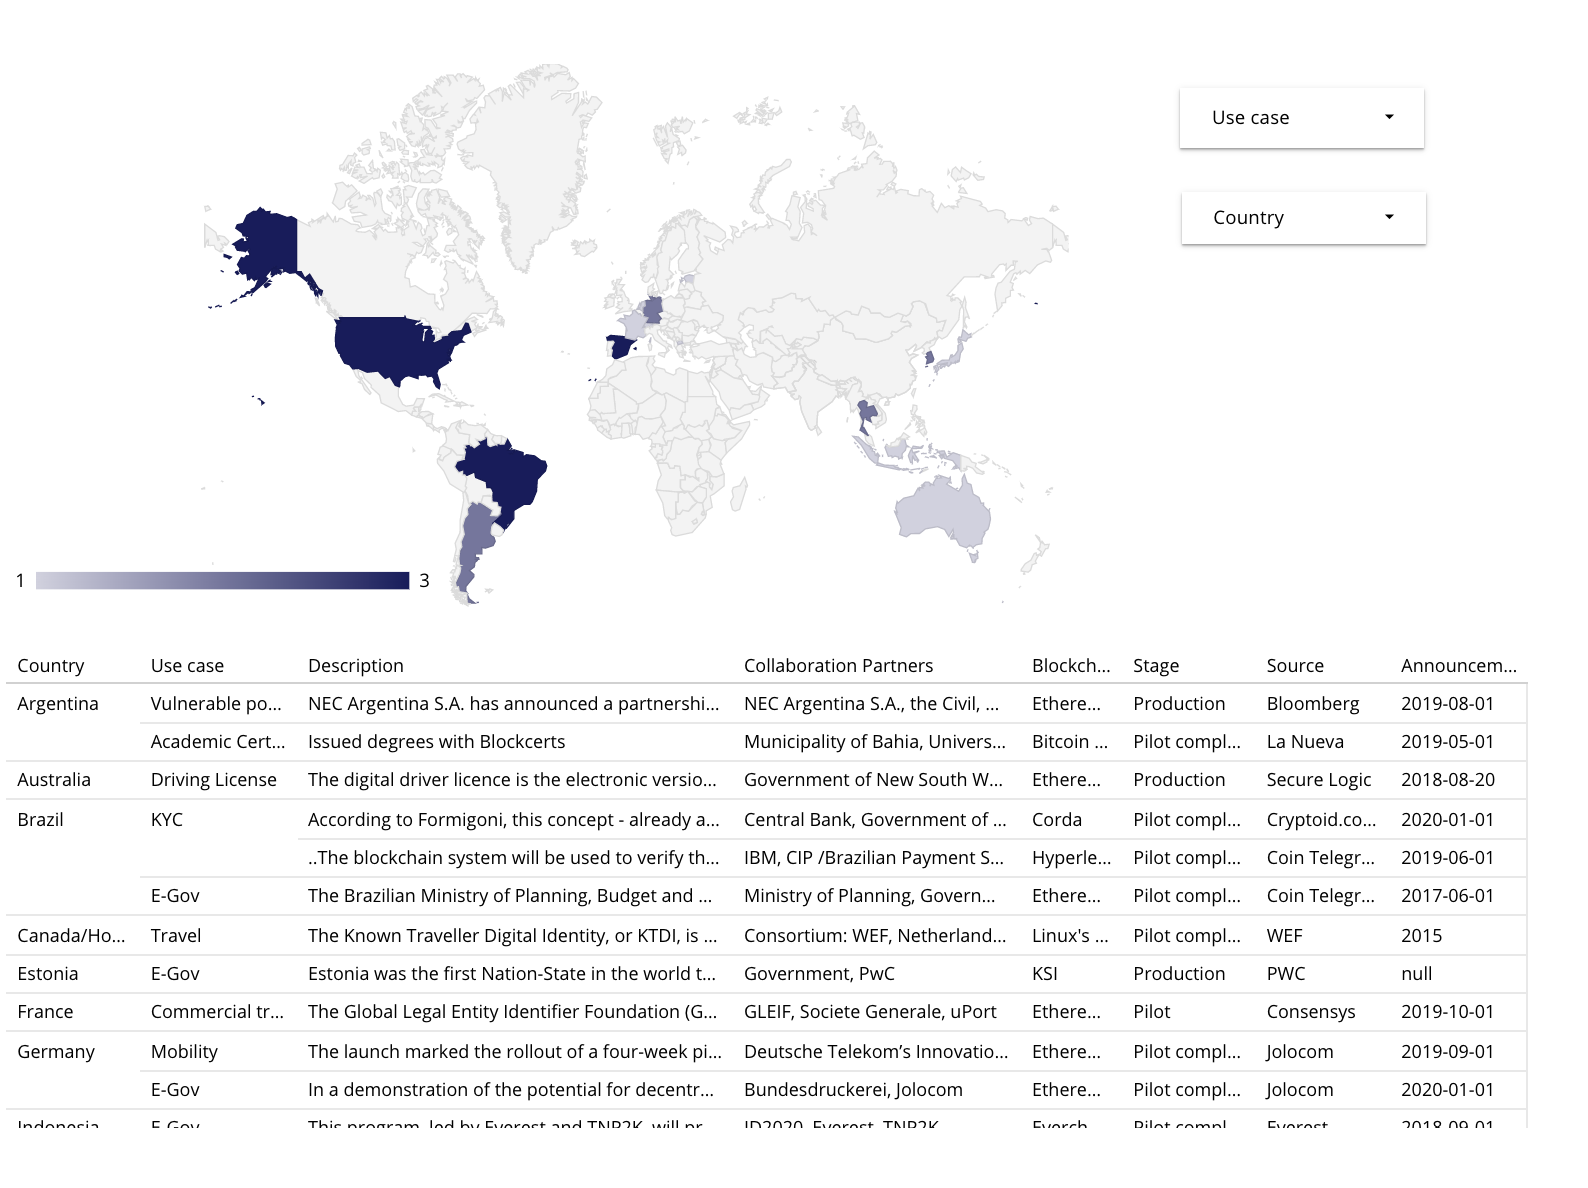 Use case
Country
1 3
Country Use case Description Collaboration Partners Blockch... Stage Source Announcem...
Argentina Vulnerable po... NEC Argentina S.A. has announced a partnershi... NEC Argentina S.A., the Civil, ... Ethere... Production Bloomberg 2019-08-01
Academic Cert... Issued degrees with Blockcerts Municipality of Bahia, Univers... Bitcoin ... Pilot compl... La Nueva 2019-05-01
Australia Driving License The digital driver licence is the electronic versio... Government of New South W... Ethere... Production Secure Logic 2018-08-20
Brazil KYC According to Formigoni, this concept - already a... Central Bank, Government of ... Corda Pilot compl... Cryptoid.co... 2020-01-01
..The blockchain system will be used to verify th... IBM, CIP /Brazilian Payment S... Hyperle... Pilot compl... Coin Telegr... 2019-06-01
E-Gov The Brazilian Ministry of Planning, Budget and ... Ministry of Planning, Govern... Ethere... Pilot compl... Coin Telegr... 2017-06-01
Canada/Ho... Travel The Known Traveller Digital Identity, or KTDI, is ... Consortium: WEF, Netherland... Linux's ... Pilot compl... WEF 2015
Estonia E-Gov Estonia was the first Nation-State in the world t... Government, PwC KSI Production PWC null
France Commercial tr... The Global Legal Entity Identifier Foundation (G... GLEIF, Societe Generale, uPort Ethere... Pilot Consensys 2019-10-01
Germany Mobility The launch marked the rollout of a four-week pi... Deutsche Telekom’s Innovatio... Ethere... Pilot compl... Jolocom 2019-09-01
E-Gov In a demonstration of the potential for decentr... Bundesdruckerei, Jolocom Ethere... Pilot compl... Jolocom 2020-01-01
Indonesia E-Gov This program, led by Everest and TNP2K, will pr... ID2020, Everest, TNP2K Everch... Pilot compl... Everest 2018-09-01